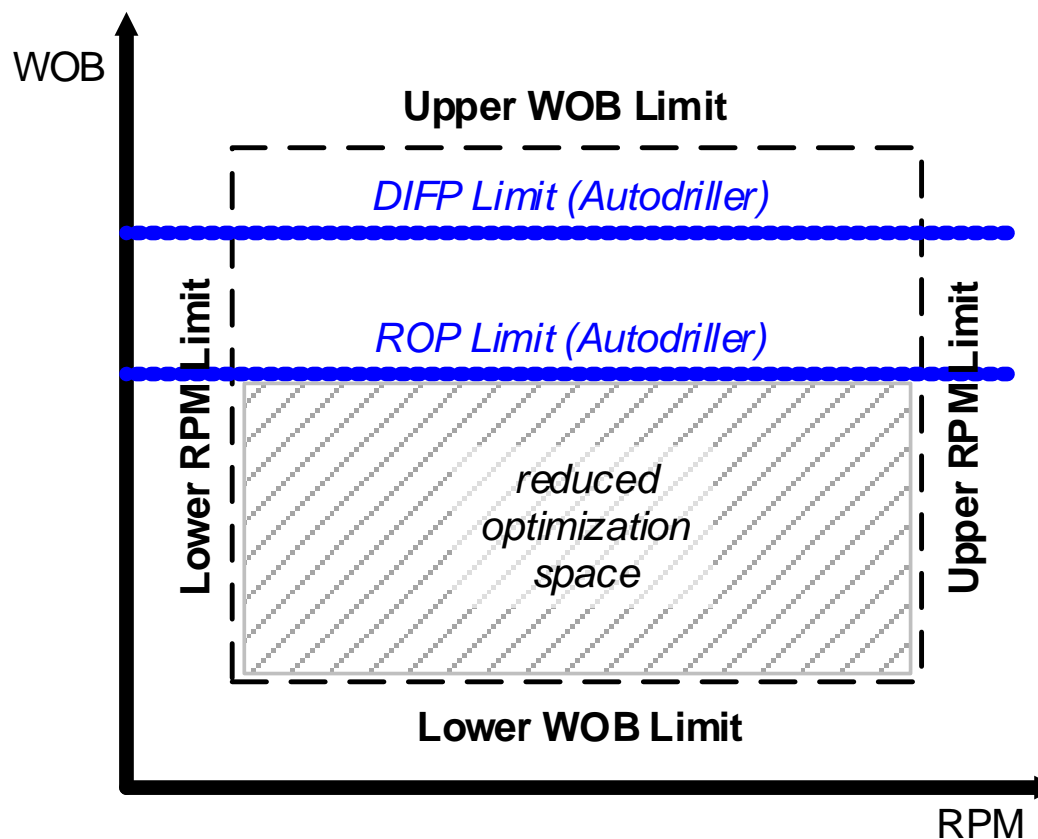 WOB
Upper WOB Limit
DIFP Limit (Autodriller)
ROP Limit (Autodriller)
Lower RPM Limit
Upper RPM Limit
reduced
optimization
space
Lower WOB Limit
RPM